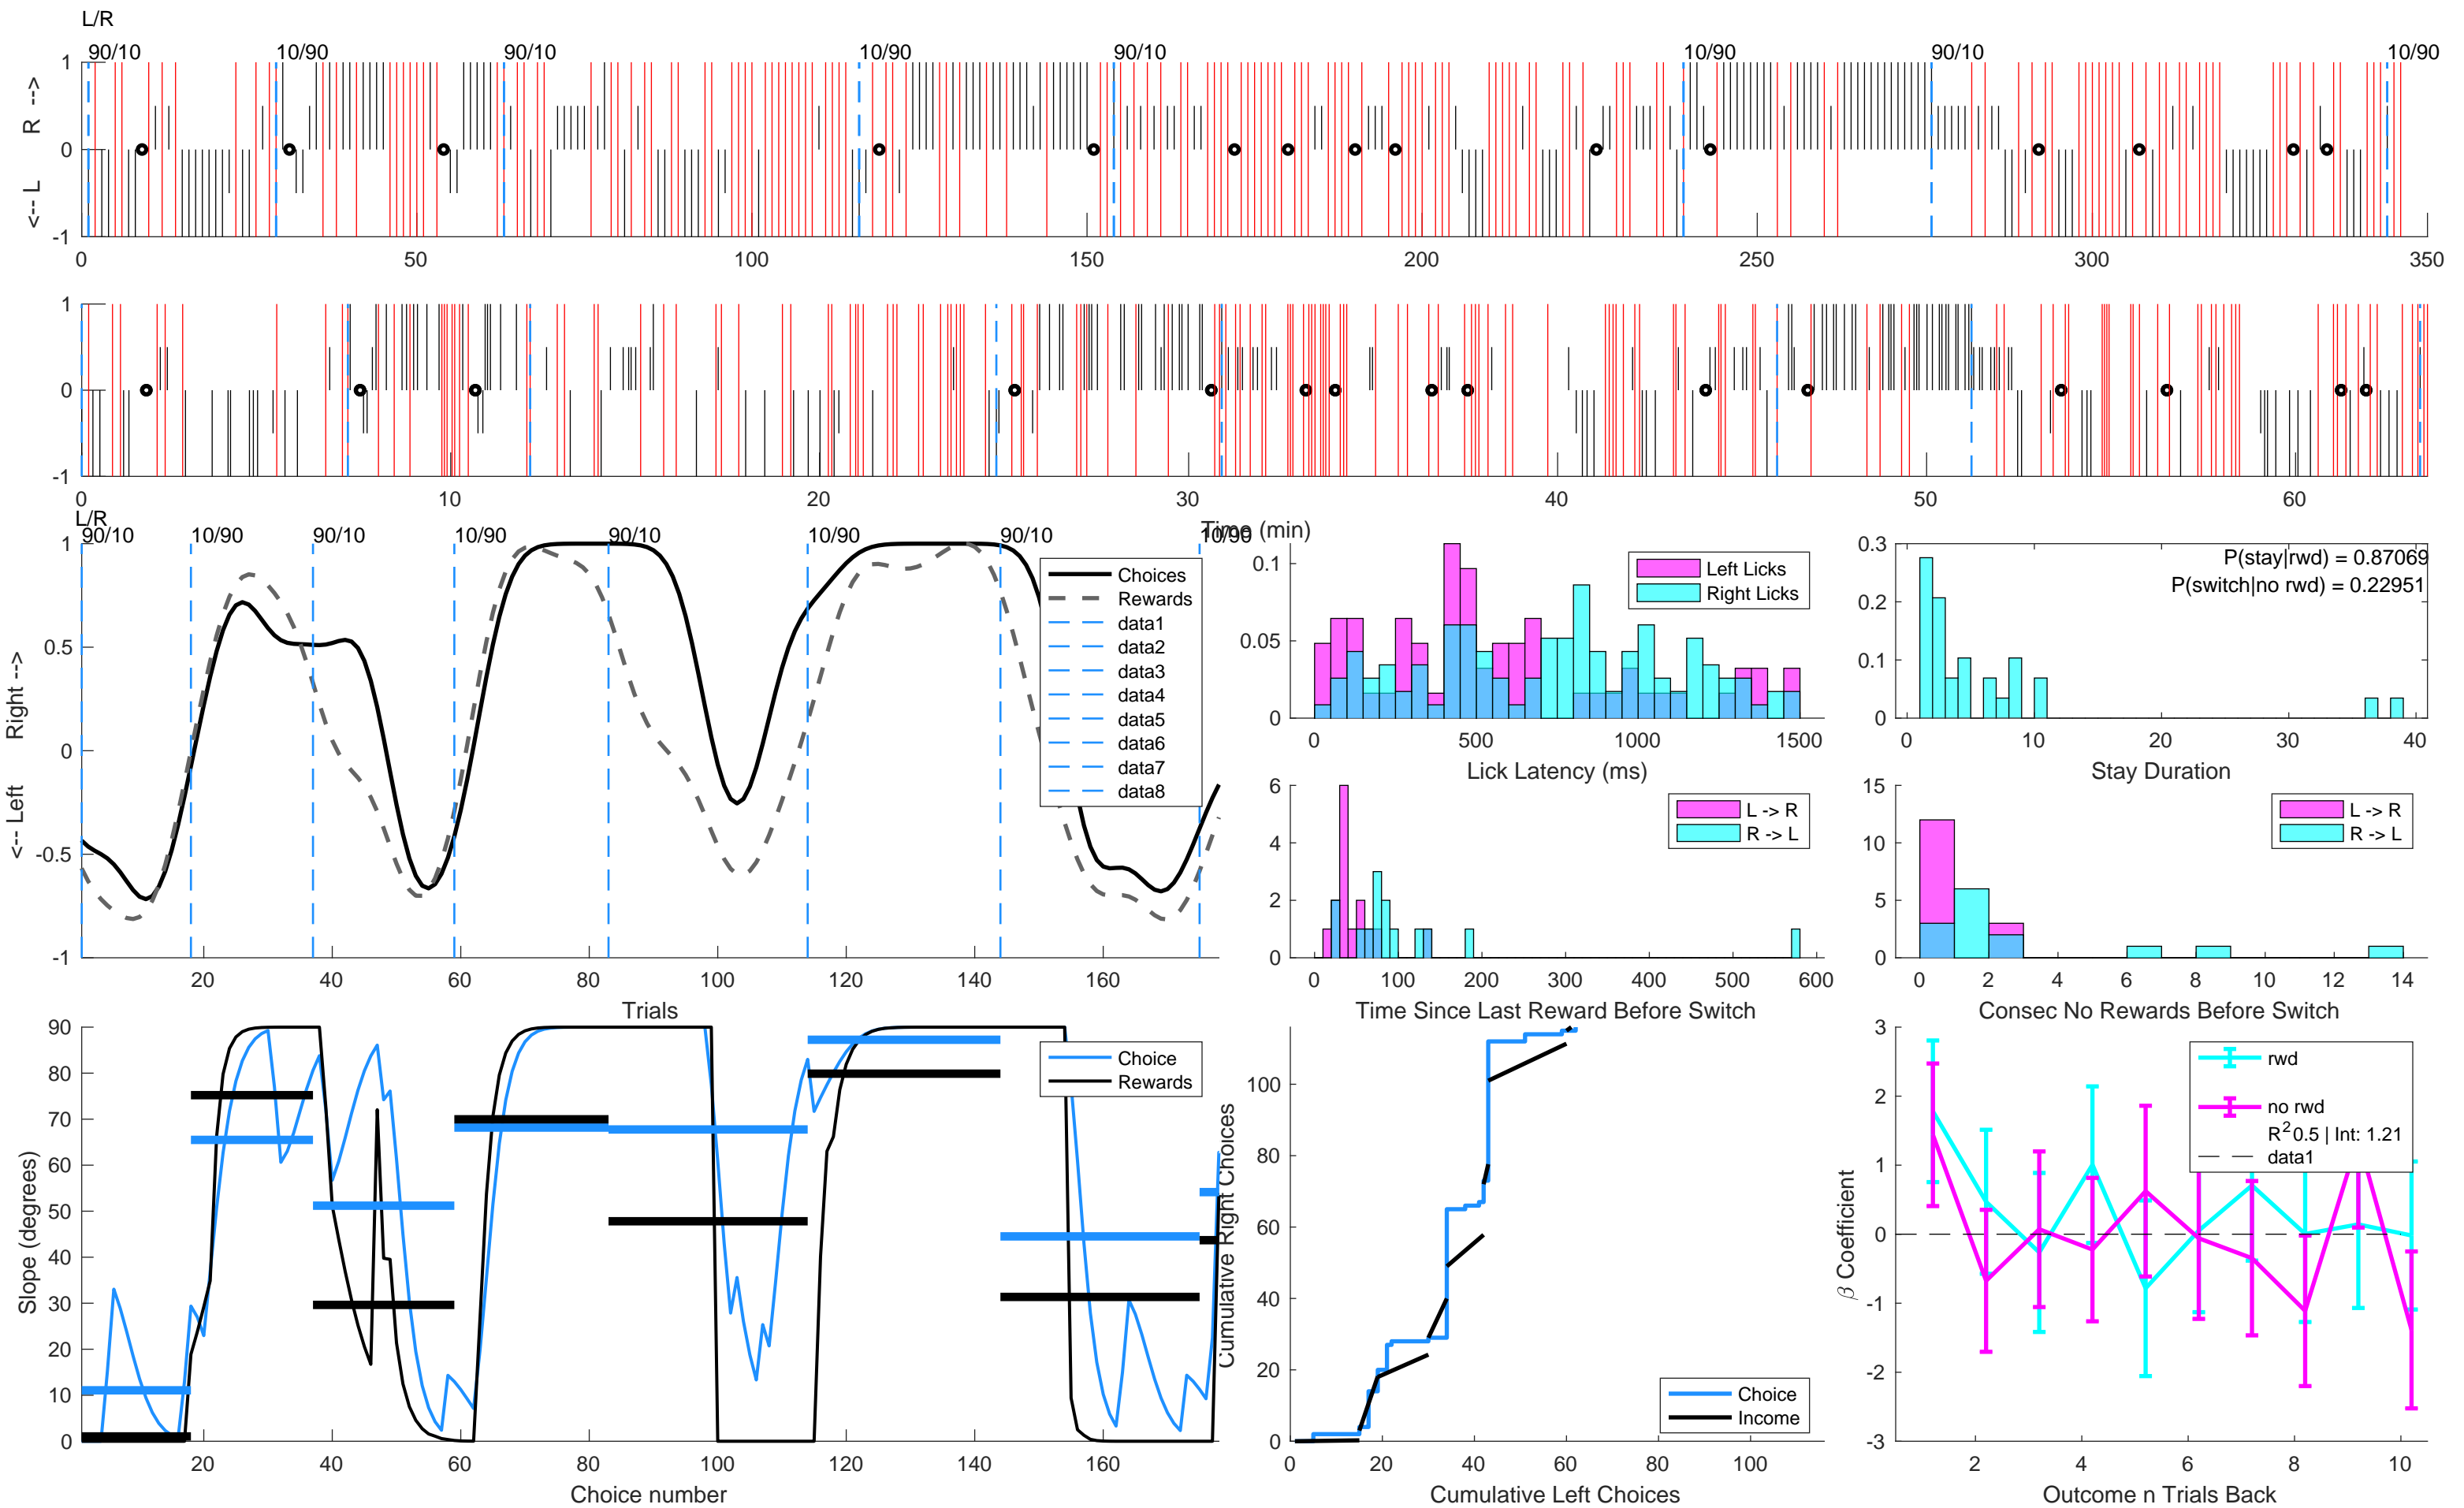 L/R
90/10 10/90 90/10 10/90 90/10 10/90 90/10 10/90
<-- L R -->
1
0
-1
0 50 100 150 200 250 300 350
1
0
-1
0 10 20 30 40 50 60
Time (min)
L/R
90/10 10/90 90/10 10/90 90/10 10/90 90/10 10/90
<-- Left Right -->
1
0.5
0
-0.5
-1
20 40 60 80 100 120 140 160
Trials
Choices
Rewards
data1
data2
data3
data4
data5
data6
data7
data8
0.1
0.05
0
0 500 1000 1500
Lick Latency (ms)
Left Licks
Right Licks
0.3
0.2
0.1
0
0 10 20 30 40
Stay Duration
P(stay|rwd) = 0.87069
P(switch|no rwd) = 0.22951
6
4
2
0
0 100 200 300 400 500 600
Time Since Last Reward Before Switch
L -> R
R -> L
15
10
5
0
0 2 4 6 8 10 12 14
Consec No Rewards Before Switch
L -> R
R -> L
Slope (degrees)
90
80
70
60
50
40
30
20
10
0
20 40 60 80 100 120 140 160
Choice number
Choice
Rewards
Cumulative Right Choices
100
80
60
40
20
0
0 20 40 60 80 100
Cumulative Left Choices
Choice
Income
β Coefficient
3
2
1
0
-1
-2
-3
2 4 6 8 10
Outcome n Trials Back
rwd
no rwd
R²0.5 | Int: 1.21
data1